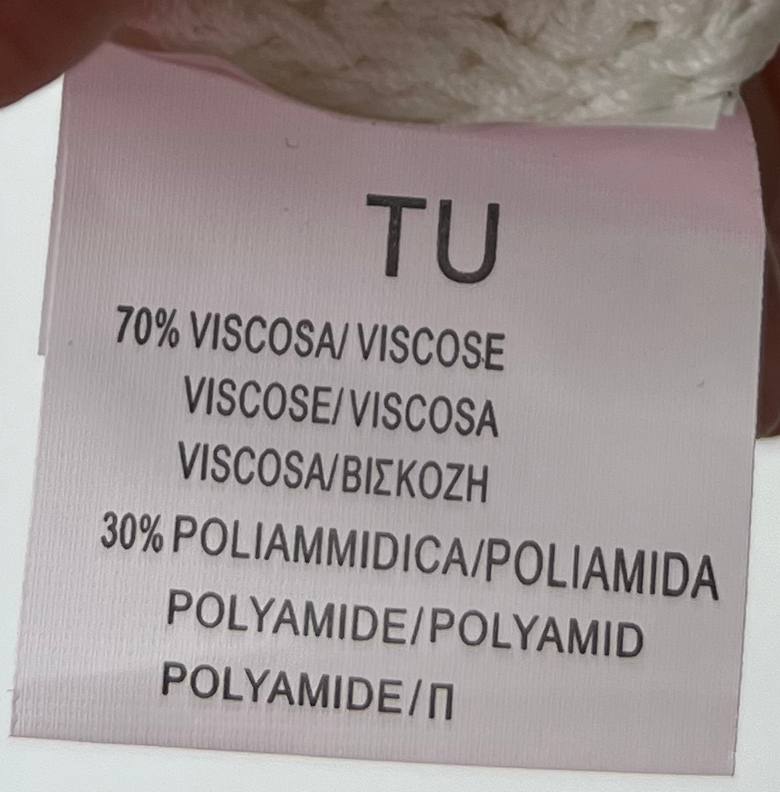 TU
70% VISCOSA/ VISCOSE
VISCOSE/VISCOSA
VISCOSA/ΒΙΣΚΟΖΗ
30% POLIAMMIDICA/POLIAMIDA
POLYAMIDE/POLYAMID
POLYAMIDE/Π